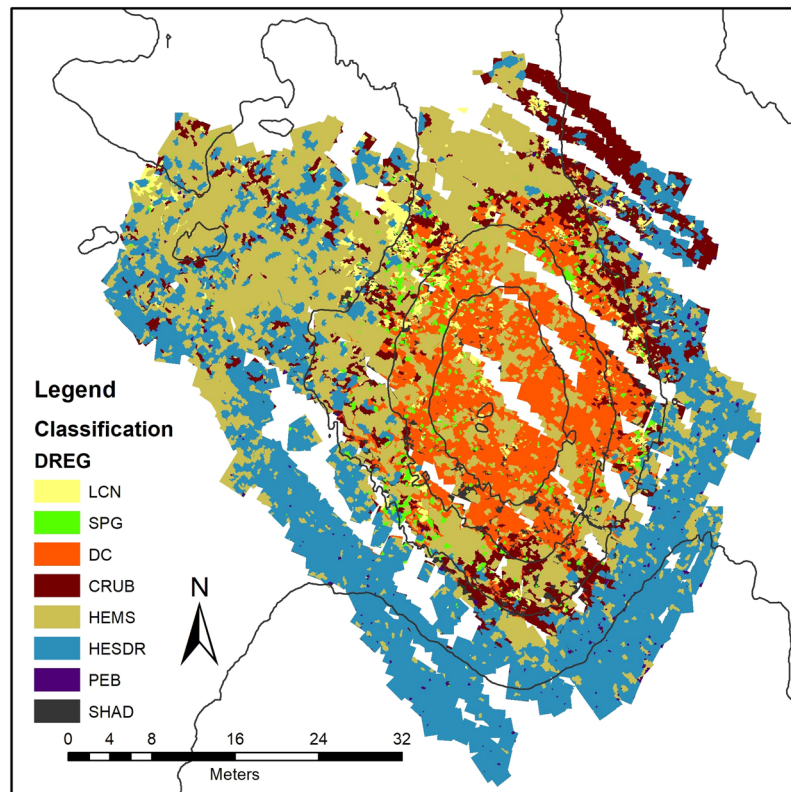 Legend
Classification
DREG
LCN
SPG
DC
CRUB
HEMS
HESDR
PEB
SHAD
N
0 4 8 16 24 32
Meters